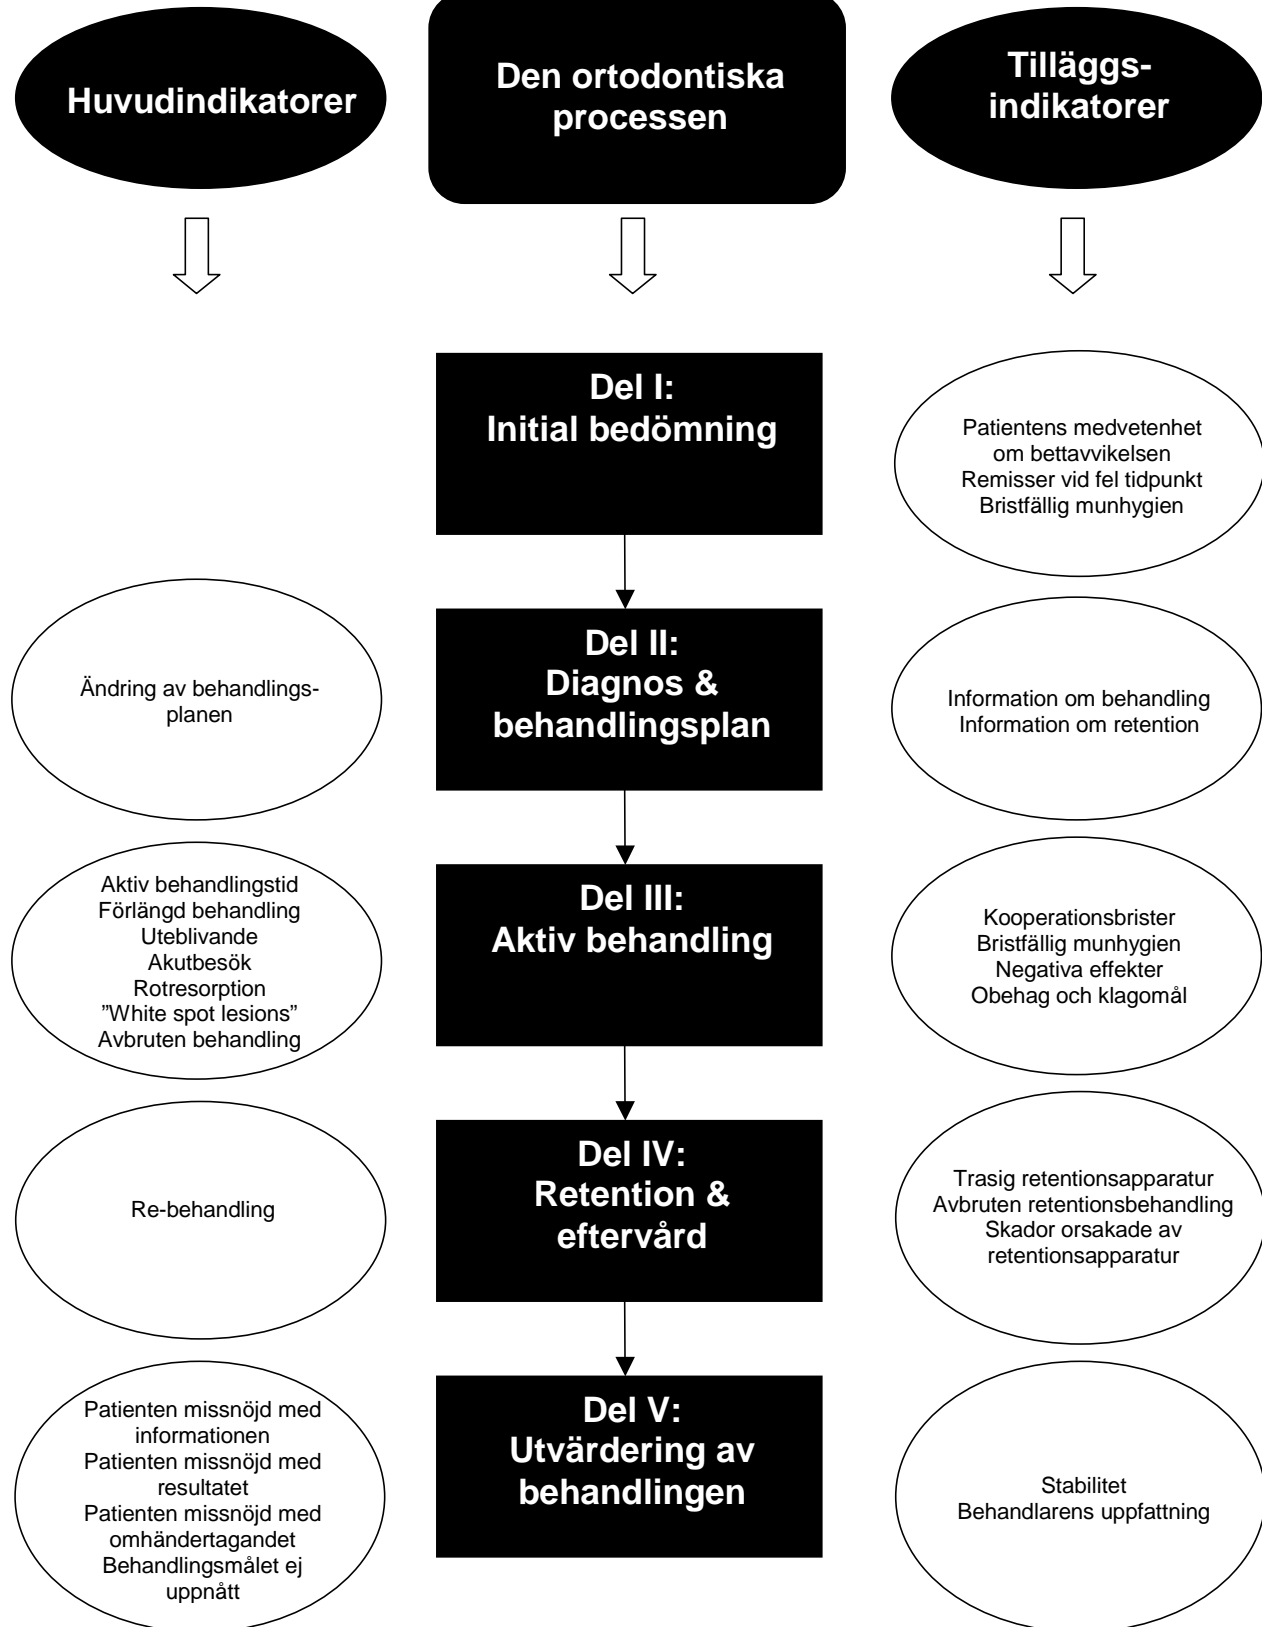 Huvudindikatorer
Den ortodontiska
processen
Tilläggs-
indikatorer
Del I:
Initial bedömning
Patientens medvetenhet
om bettavvikelsen
Remisser vid fel tidpunkt
Bristfällig munhygien
Ändring av behandlings-
planen
Del II:
Diagnos &
behandlingsplan
Information om behandling
Information om retention
Aktiv behandlingstid
Förlängd behandling
Uteblivande
Akutbesök
Rotresorption
”White spot lesions”
Avbruten behandling
Del III:
Aktiv behandling
Kooperationsbrister
Bristfällig munhygien
Negativa effekter
Obehag och klagomål
Re-behandling
Del IV:
Retention &
eftervård
Trasig retentionsapparatur
Avbruten retentionsbehandling
Skador orsakade av
retentionsapparatur
Patienten missnöjd med
informationen
Patienten missnöjd med
resultatet
Patienten missnöjd med
omhändertagandet
Behandlingsmålet ej
uppnått
Del V:
Utvärdering av
behandlingen
Stabilitet
Behandlarens uppfattning